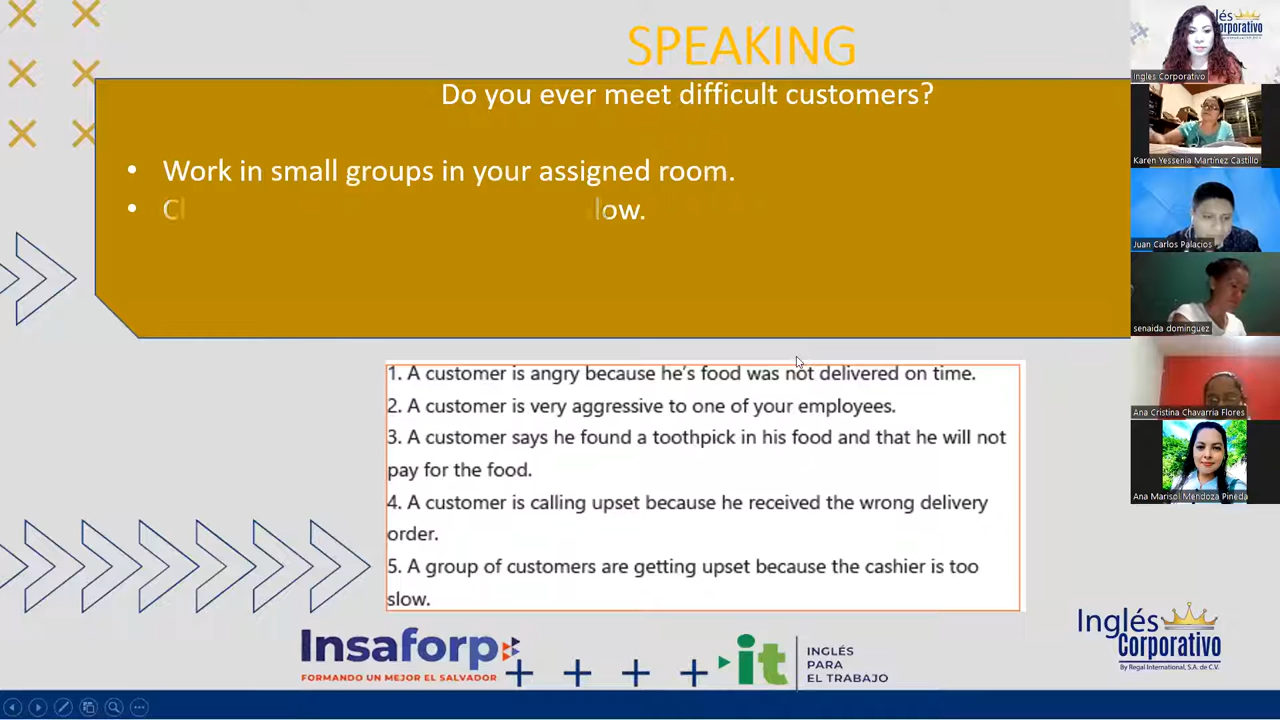 SPEAKING
Do you ever meet difficult customers?
• Work in small groups in your assigned room.
• Cl low.
1. A customer is angry because he's food was not delivered on time.
2. A customer is very aggressive to one of your employees.
3. A customer says he found a toothpick in his food and that he will not
pay for the food.
4. A customer is calling upset because he received the wrong delivery
order.
5. A group of customers are getting upset because the cashier is too
slow.
Insaforp
FORMANDO UN MEJOR EL SALVADOR
it
INGLÉS
PARA
EL TRABAJO
Inglés
Corporativo
By Regal International, S.A. de C.V.
lés
orporativo
Ingles Corporativo
Karen Yessenia Martinez Castillo
Juan Carlos Palacios
senaida dominguez
Ana Cristina Chavarria Flores
Ana Marisol Mendoza Pineda